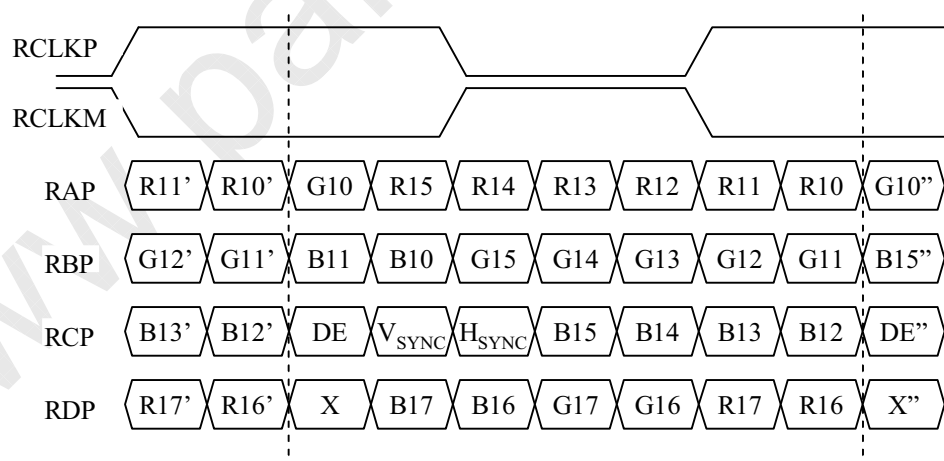 RCLKP
RCLKM
RAP R11’ R10’ G10 R15 R14 R13 R12 R11 R10 G10”
RBP G12’ G11’ B11 B10 G15 G14 G13 G12 G11 B15”
RCP B13’ B12’ DE VSYNC HSYNC B15 B14 B13 B12 DE”
RDP R17’ R16’ X B17 B16 G17 G16 R17 R16 X”